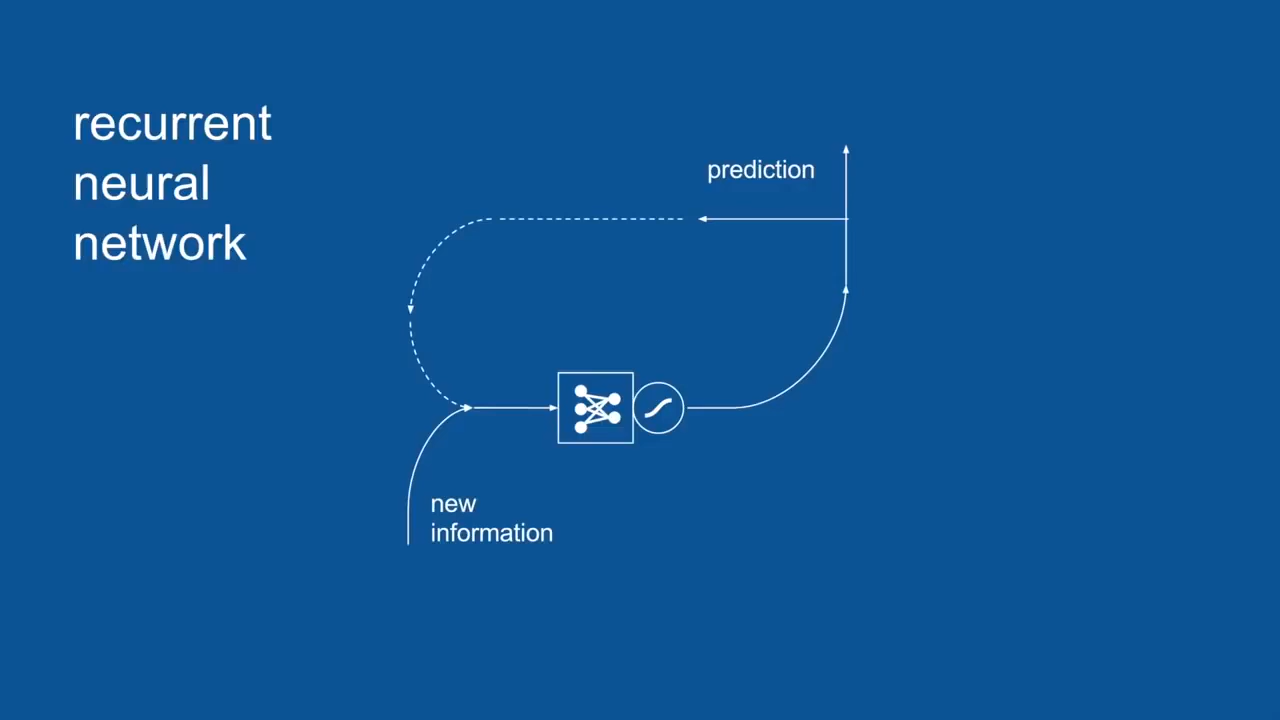 recurrent
neural
network
prediction
new
information